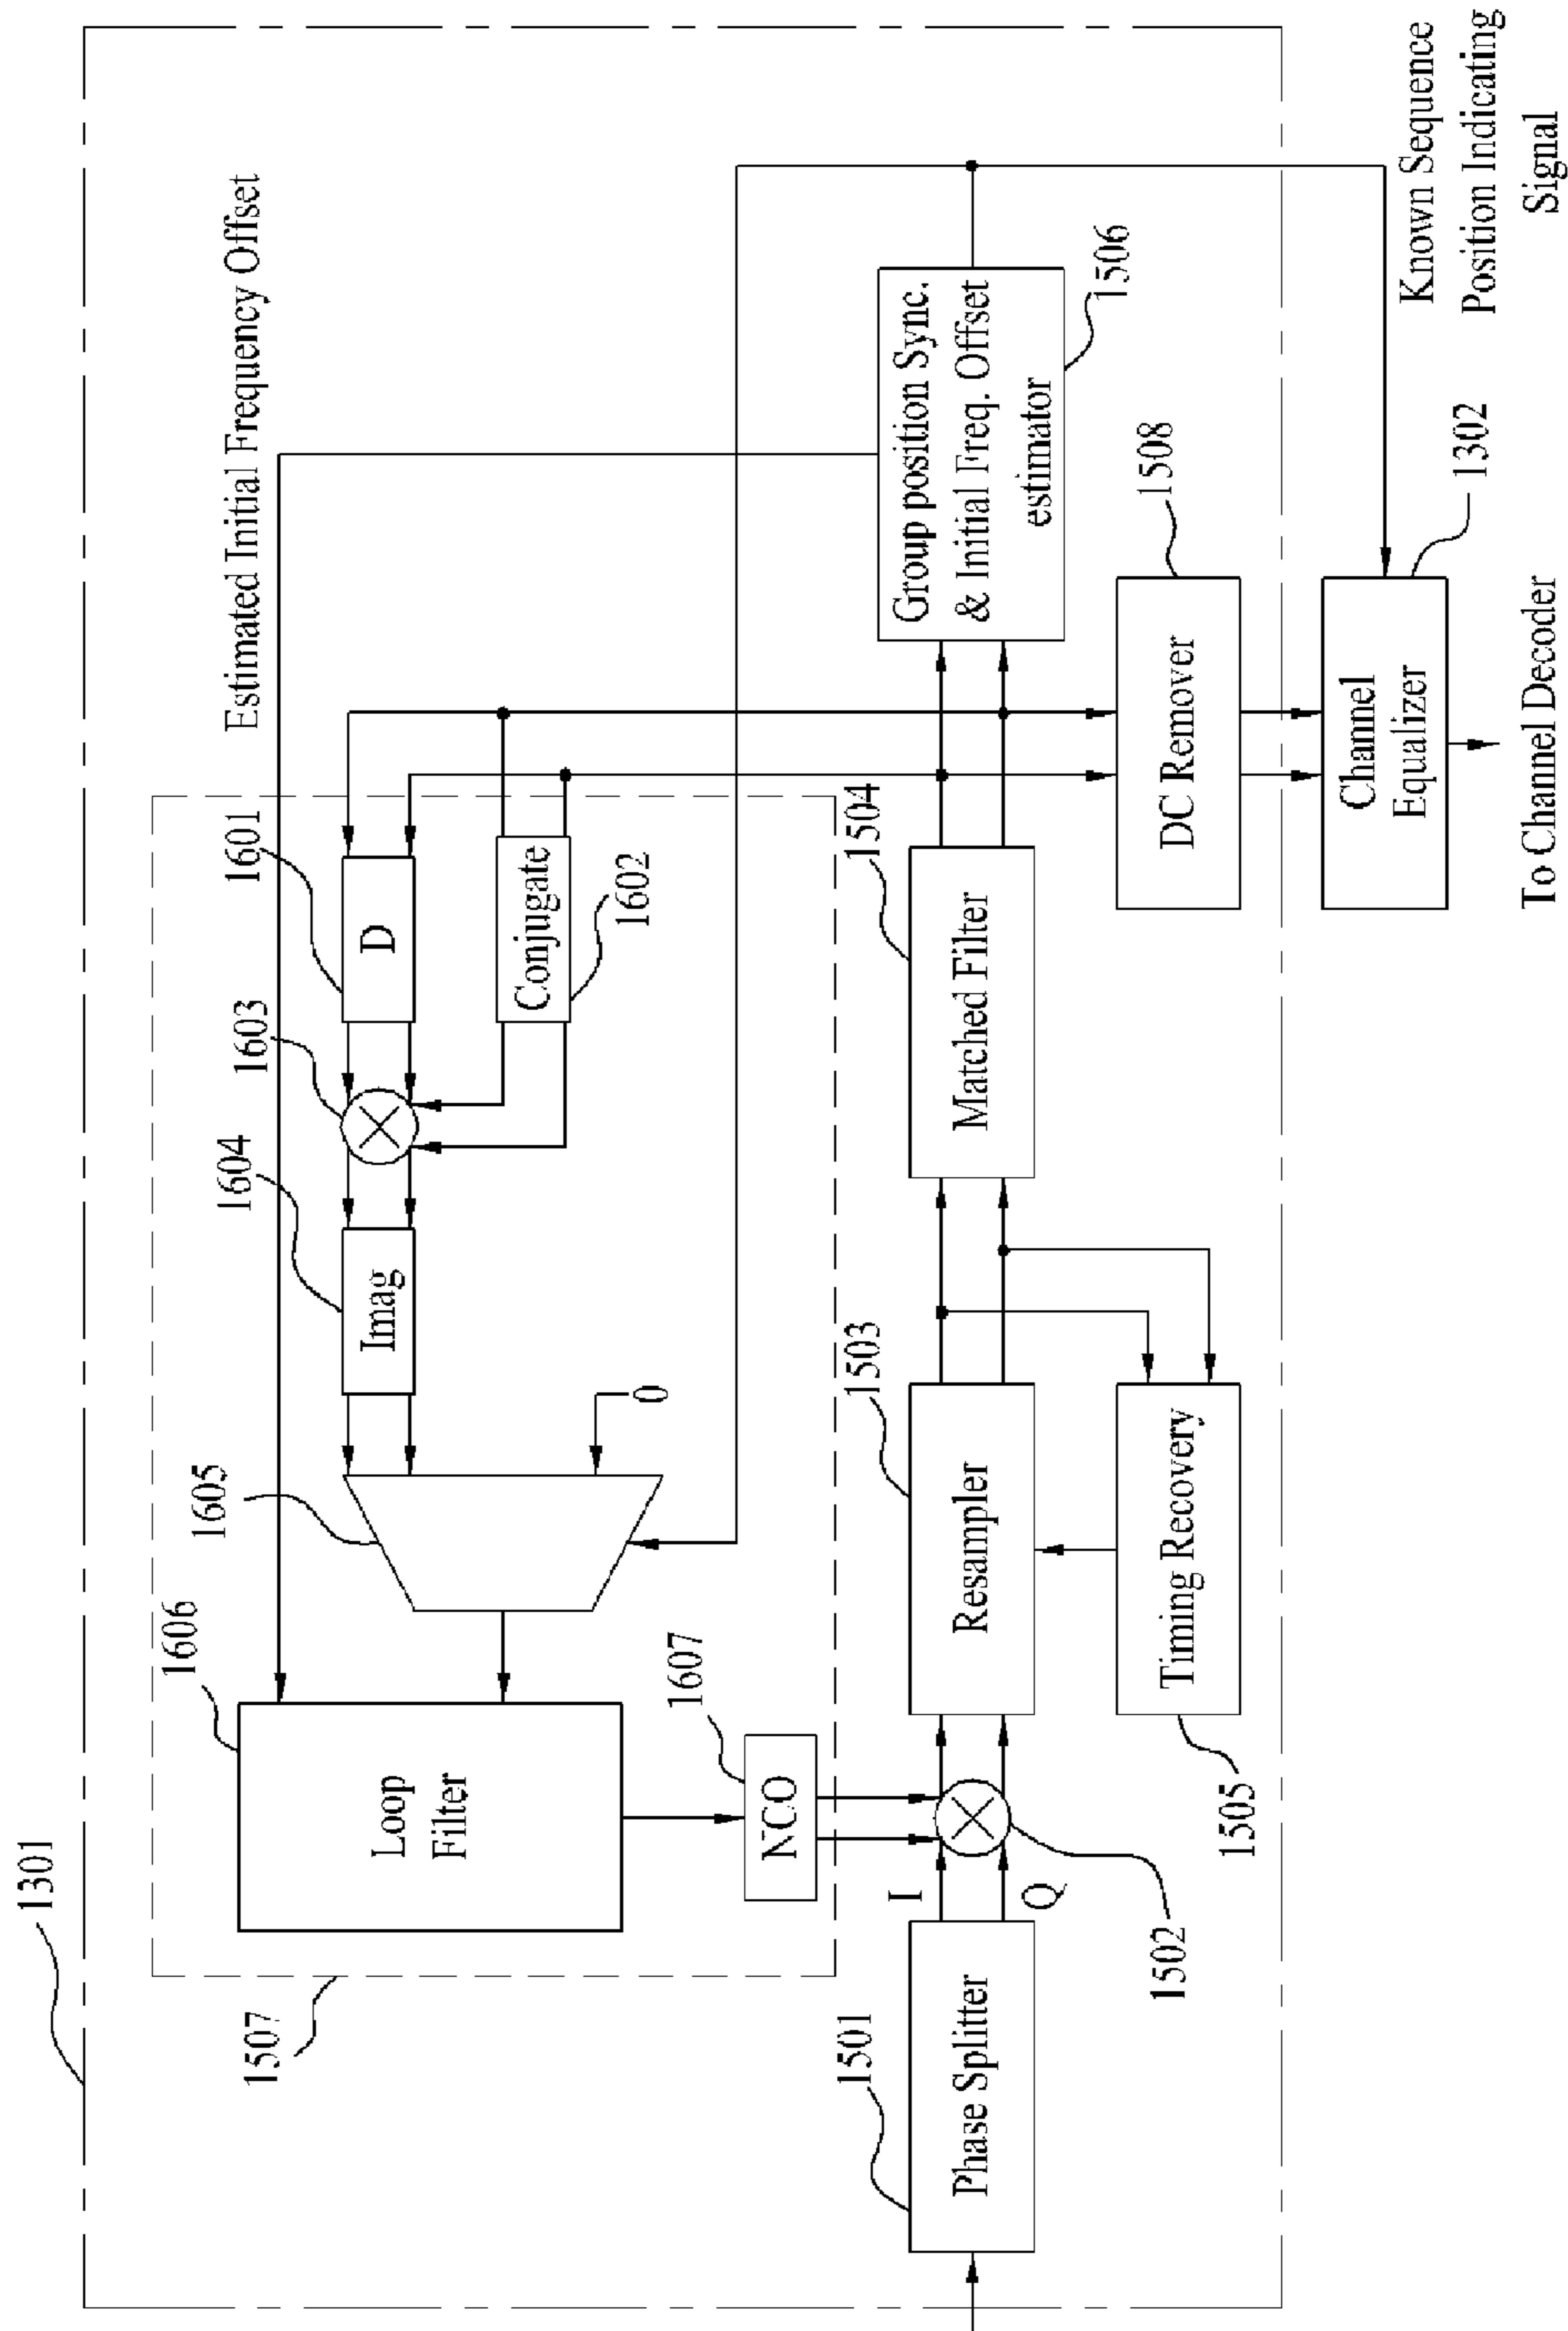 1301
Estimated Initial Frequency Offset
1606
1605
1604
1603
1601
Loop
Filter
Imag
D
Conjugate
1602
0
1607
NCO
1507
I
Q
1501
Phase Splitter
1502
1503
Resampler
Timing Recovery
1505
1504
Matched Filter
Group position Sync.
& Initial Freq. Offset
estimator
1506
DC Remover
1508
Channel
Equalizer
1302
Known Sequence
Position Indicating
Signal
To Channel Decoder